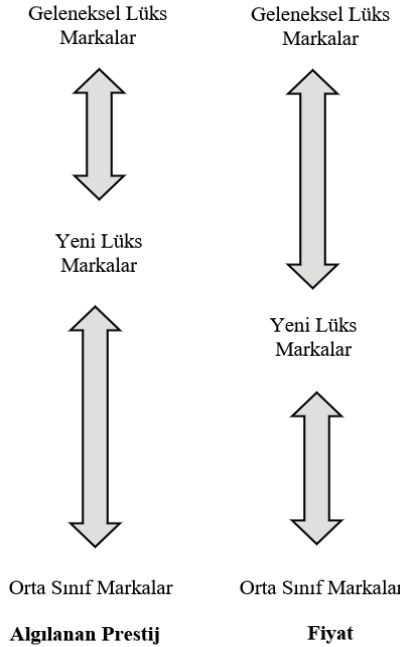 Geleneksel Lüks
Markalar
Geleneksel Lüks
Markalar
Yeni Lüks
Markalar
Yeni Lüks
Markalar
Orta Sınıf Markalar
Orta Sınıf Markalar
Algılanan Prestij
Fiyat